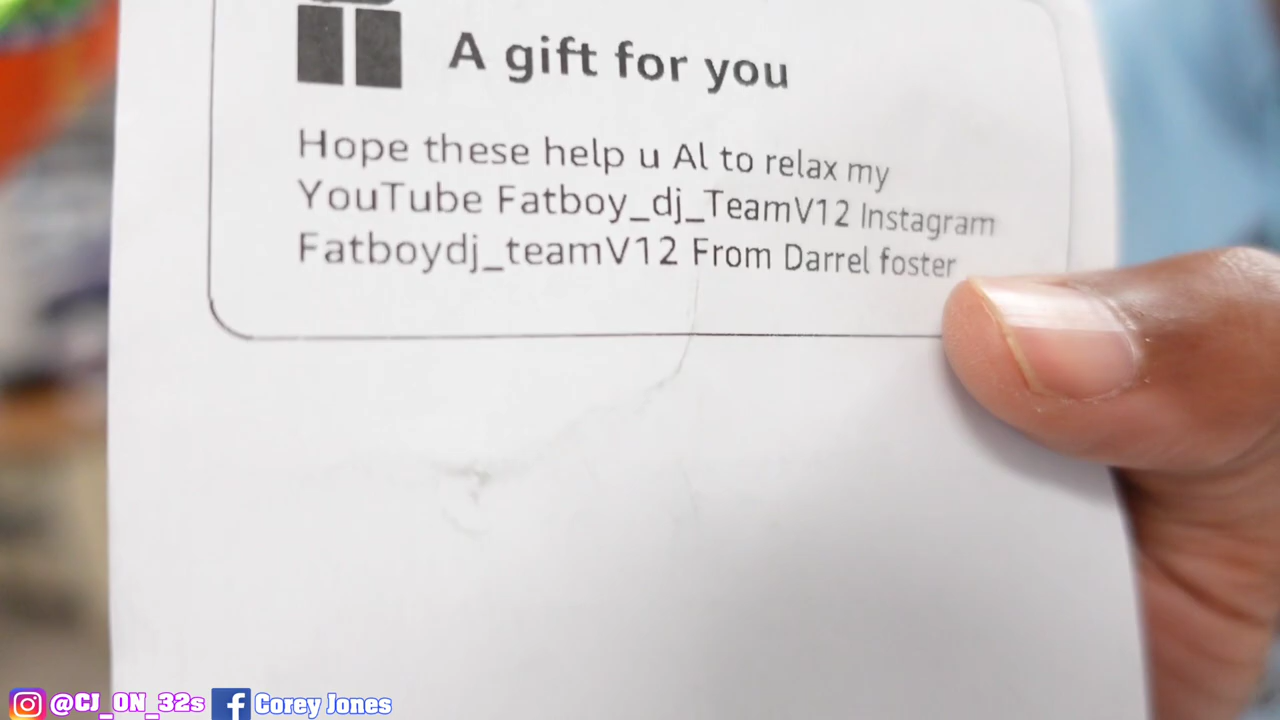 A gift for you
Hope these help u Al to relax my
YouTube Fatboy_dj_TeamV12 Instagram
Fatboydj_teamV12 From Darrel foster
@CJ_ON_32s Corey Jones